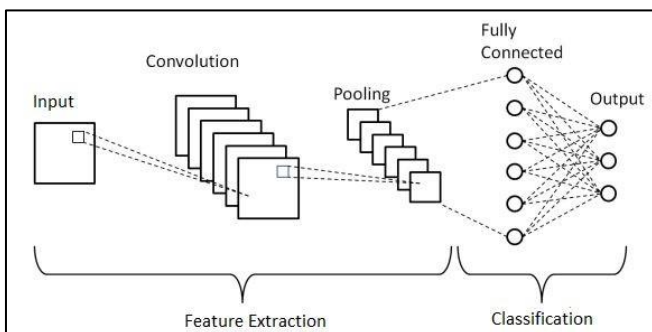 Input
Convolution
Pooling
Fully
Connected
Output
Feature Extraction
Classification